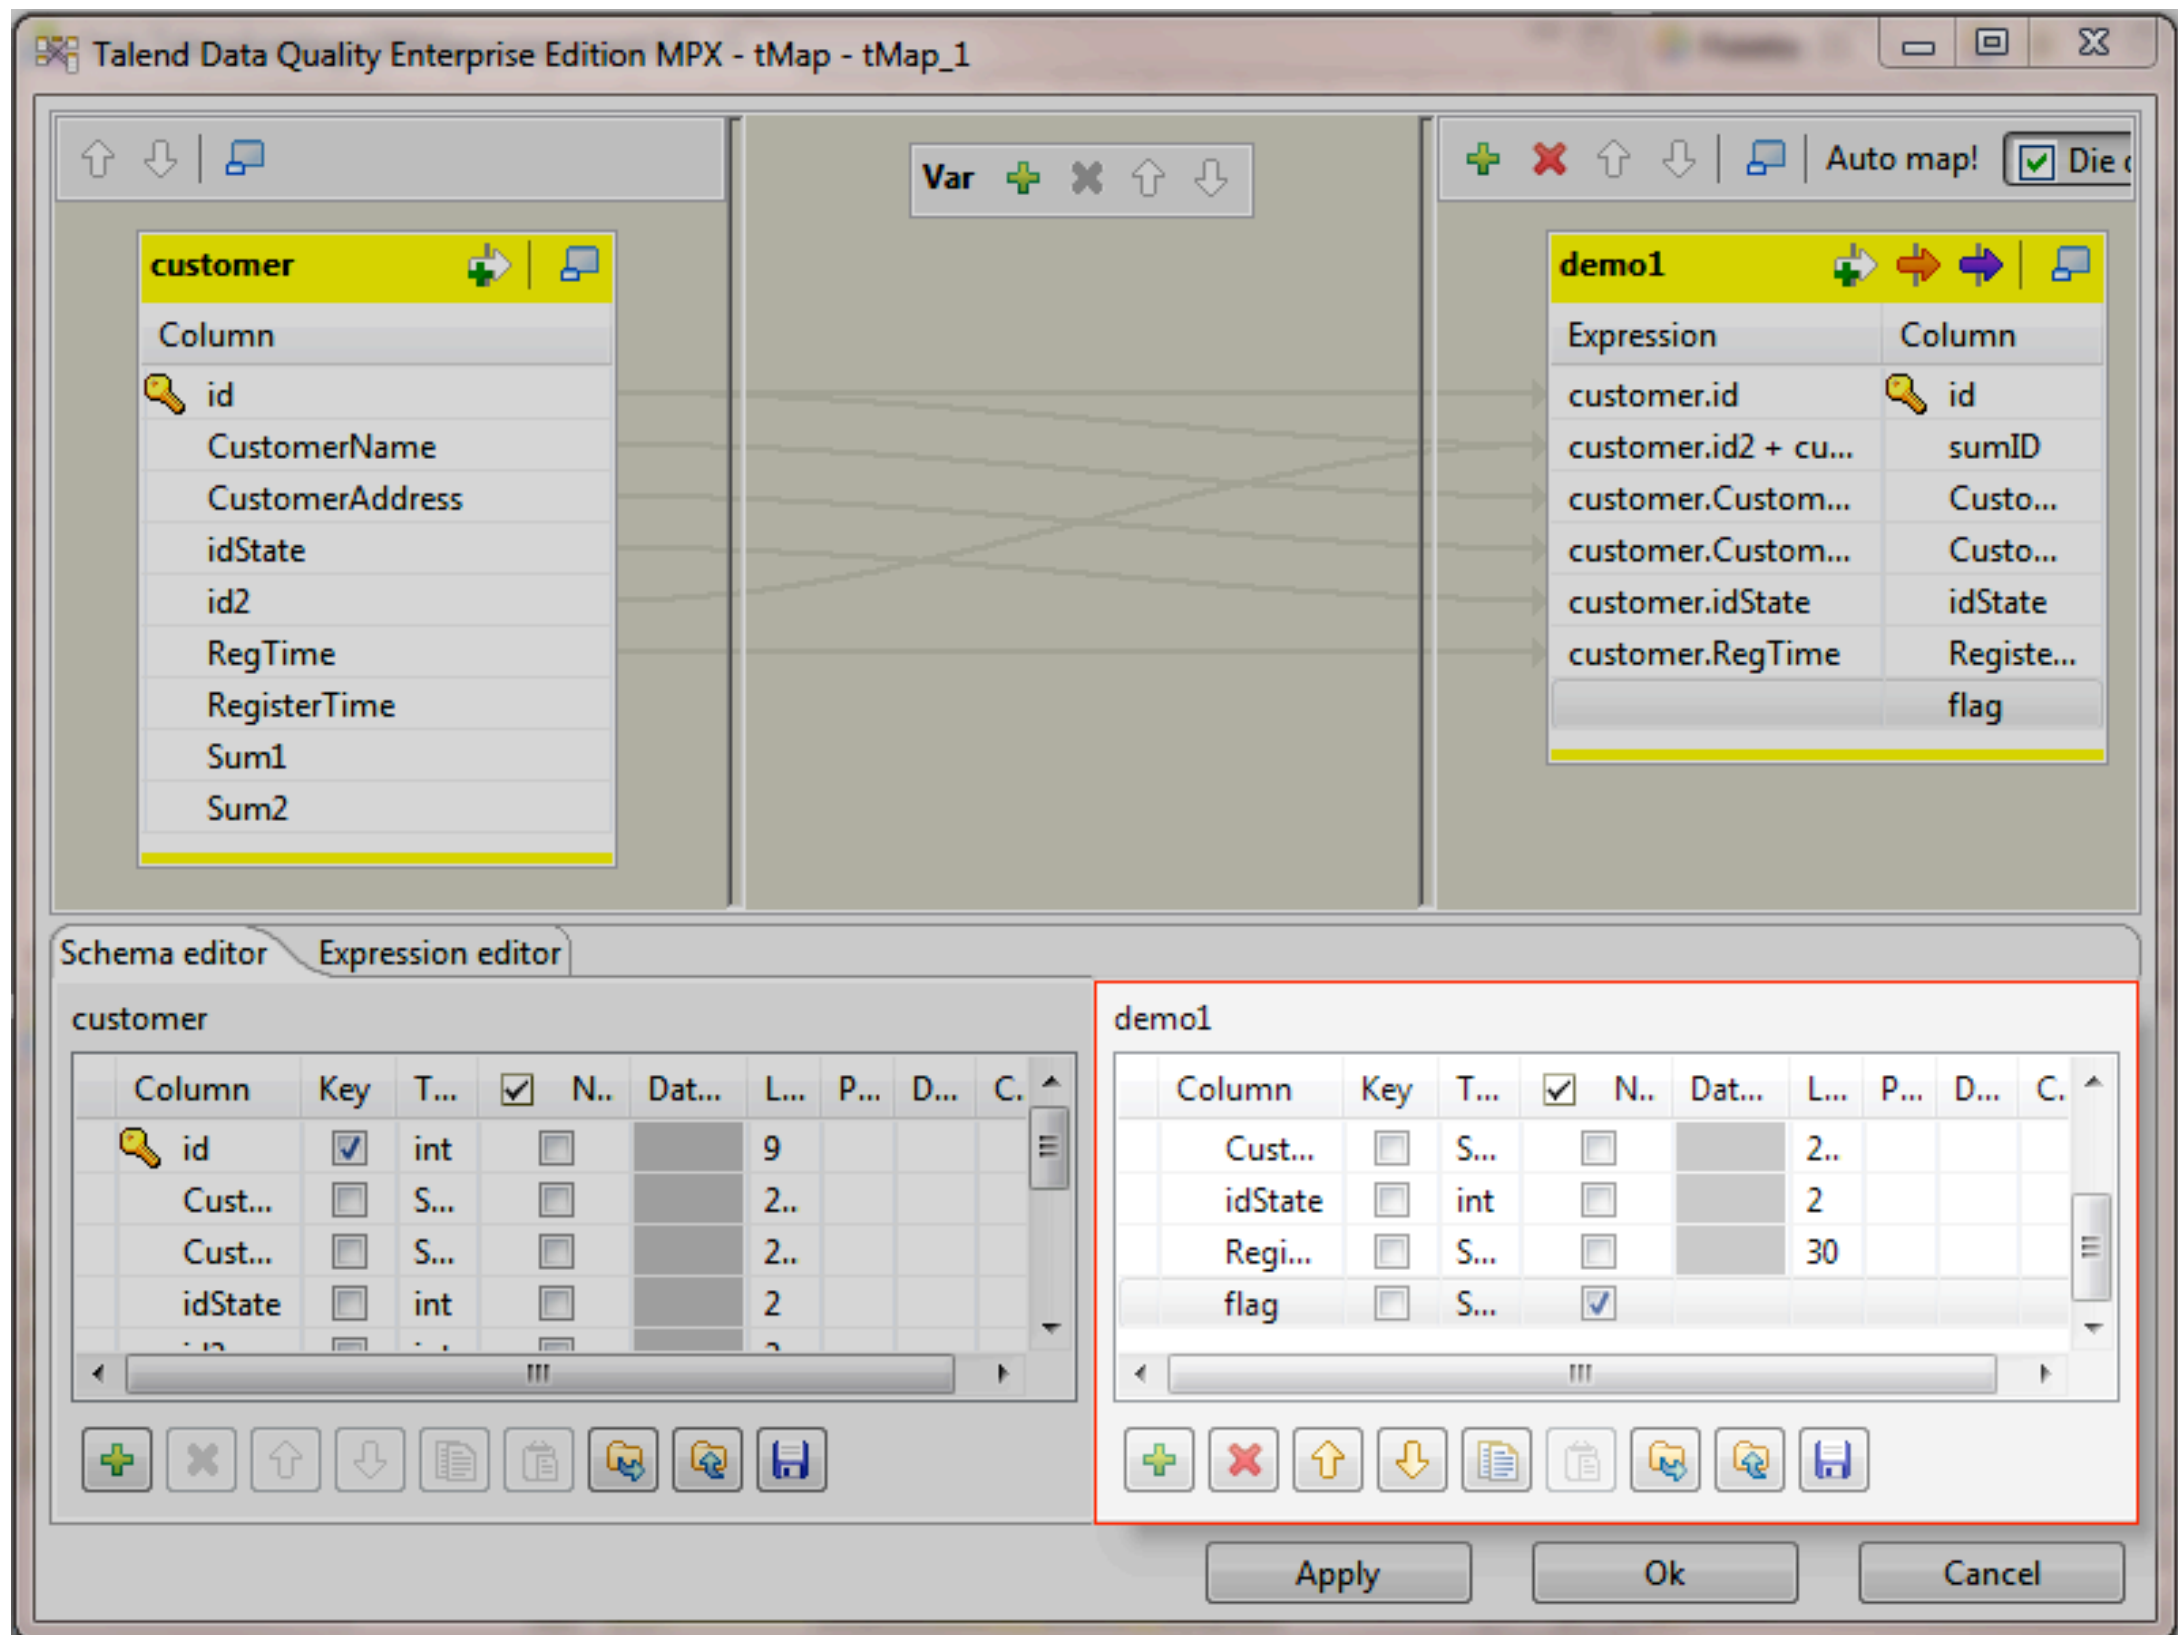 Talend Data Quality Enterprise Edition MPX - tMap - tMap_1
Var
Auto map! Die
customer
Column
id
CustomerName
CustomerAddress
idState
id2
RegTime
RegisterTime
Sum1
Sum2
demo1
Expression Column
customer.id id
customer.id2 + cu... sumID
customer.Custom... Custo...
customer.Custom... Custo...
customer.idState idState
customer.RegTime Registe...
flag
Schema editor Expression editor
customer
Column Key T... N.. Dat... L... P... D... C.
id int 9
Cust... S... 2..
Cust... S... 2..
idState int 2
demo1
Column Key T... N.. Dat... L... P... D... C.
Cust... S... 2..
idState int 2
Regi... S... 30
flag S...
Apply Ok Cancel